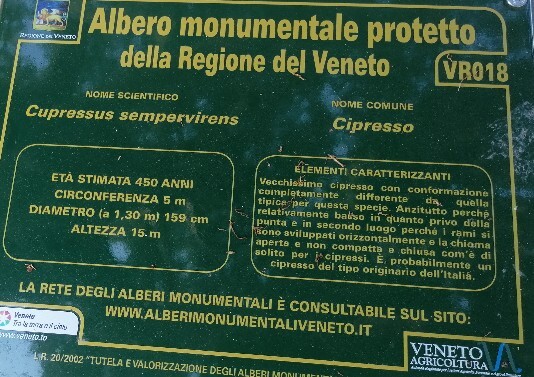 REGIONE DEL VENETO
Albero monumentale protetto
della Regione del Veneto
VR018
NOME SCIENTIFICO
Cupressus sempervirens
NOME COMUNE
Cipresso
ETÀ STIMATA 450 ANNI
CIRCONFERENZA 5 m
DIAMETRO (a 1,30 m) 159 cm
ALTEZZA 15 m
ELEMENTI CARATTERIZZANTI
Vecchissimo cipresso con conformazione
completamente differente da quella
tipica per questa specie. Anzitutto perché
relativamente basso in quanto privo della
punta e in secondo luogo perché i rami si
sono sviluppati orizzontalmente e la chioma
aperta e non compatta e chiusa com'è di
solito per i cipressi. È probabilmente un
cipresso del tipo originario dell'Italia.
LA RETE DEGLI ALBERI MONUMENTALI È CONSULTABILE SUL SITO:
WWW.ALBERIMONUMENTALIVENETO.IT
Veneto
Tra la terra e il cielo
www.veneto.to
L.R. 20/2002 "TUTELA E VALORIZZAZIONE DEGLI ALBERI MONUMENTALI
VENETO
AGRICOLTURA